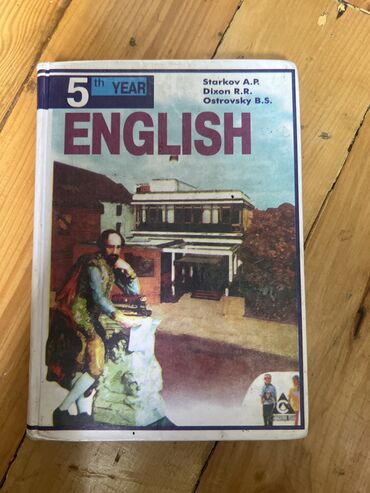 5th YEAR
Starkov A.P.
Dixon R.R.
Ostrovsky B.S.
ENGLISH